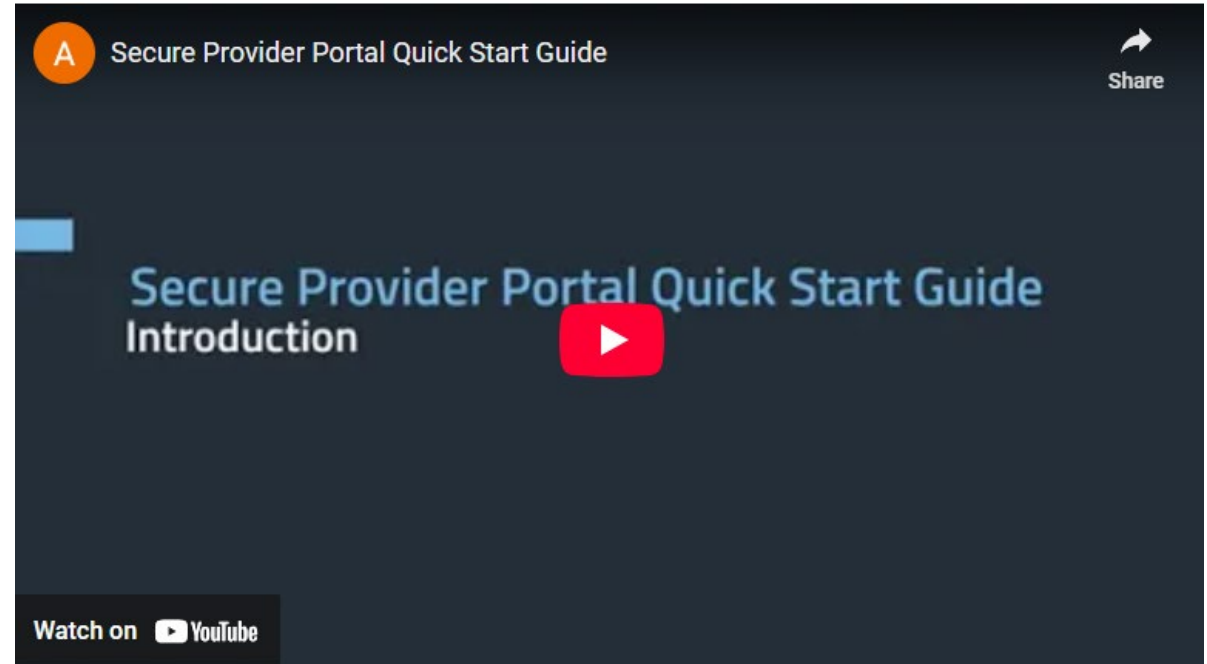 A Secure Provider Portal Quick Start Guide
Share
Secure Provider Portal Quick Start Guide
Introduction
Watch on YouTube